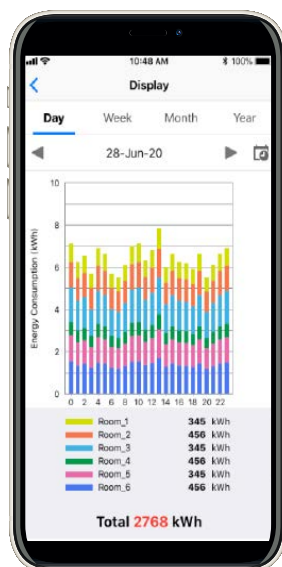 10:48 AM 100%
Display
Day Week Month Year
28-Jun-20
Energy Consumption (kWh)
10
8
6
4
2
0
0 2 4 6 8 10 12 14 16 18 20 22
Room_1 345 kWh
Room_2 456 kWh
Room_3 345 kWh
Room_4 456 kWh
Room_5 345 kWh
Room_6 456 kWh
Total 2768 kWh